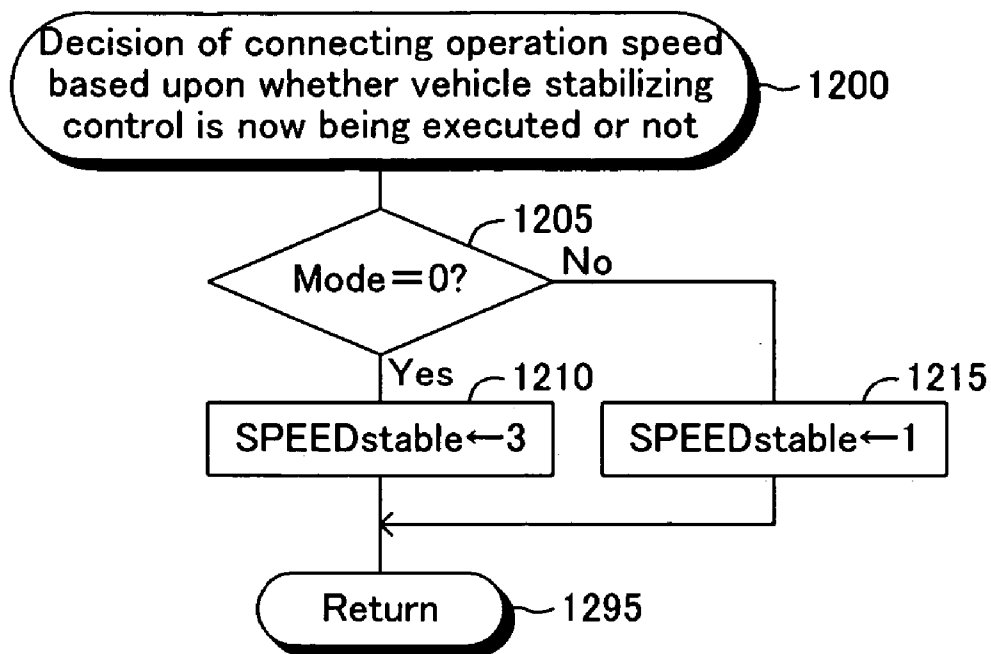 Decision of connecting operation speed
based upon whether vehicle stabilizing
control is now being executed or not
1200
1205
Mode=0?
No
Yes
1210
1215
SPEEDstable←3
SPEEDstable←1
Return
1295